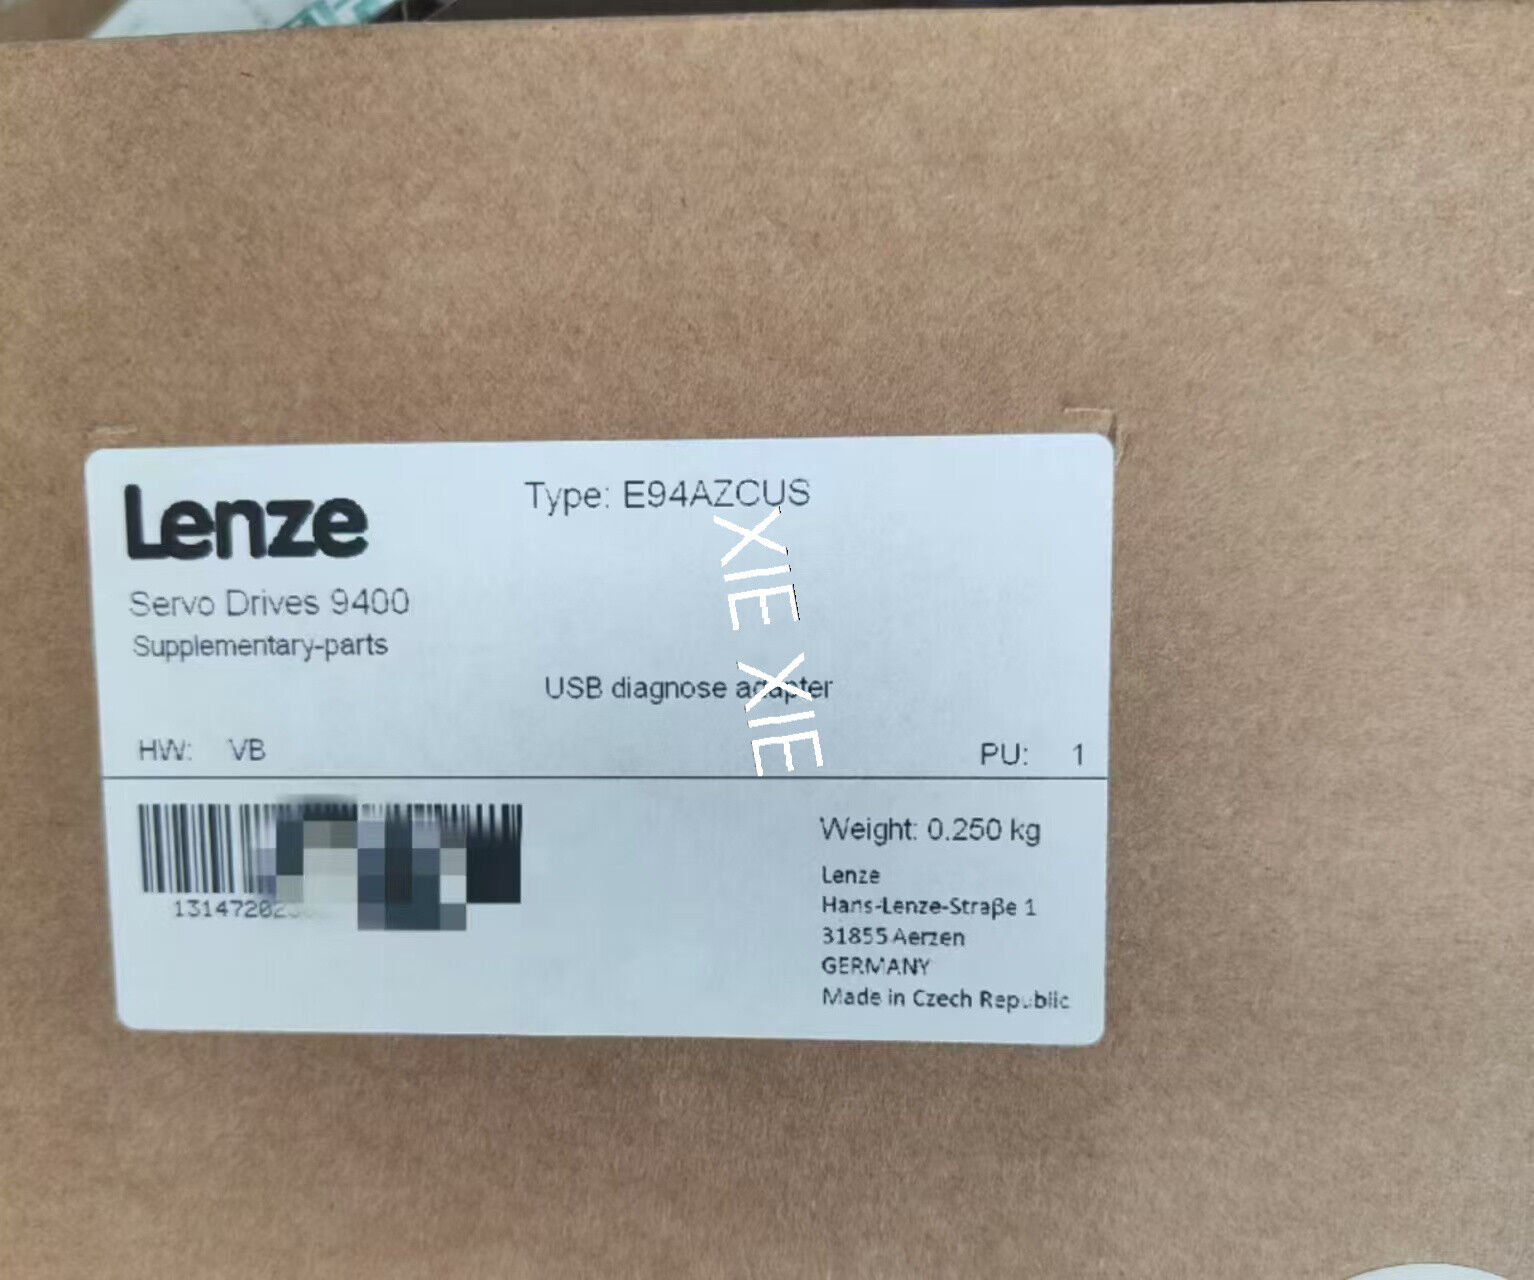 Lenze
Type: E94AZCUS
Servo Drives 9400
Supplementary-parts
USB diagnose adapter
HW: VB
PU: 1
Weight: 0.250 kg
Lenze
Hans-Lenze-Straße 1
31855 Aerzen
GERMANY
Made in Czech Republic
XIE XIE